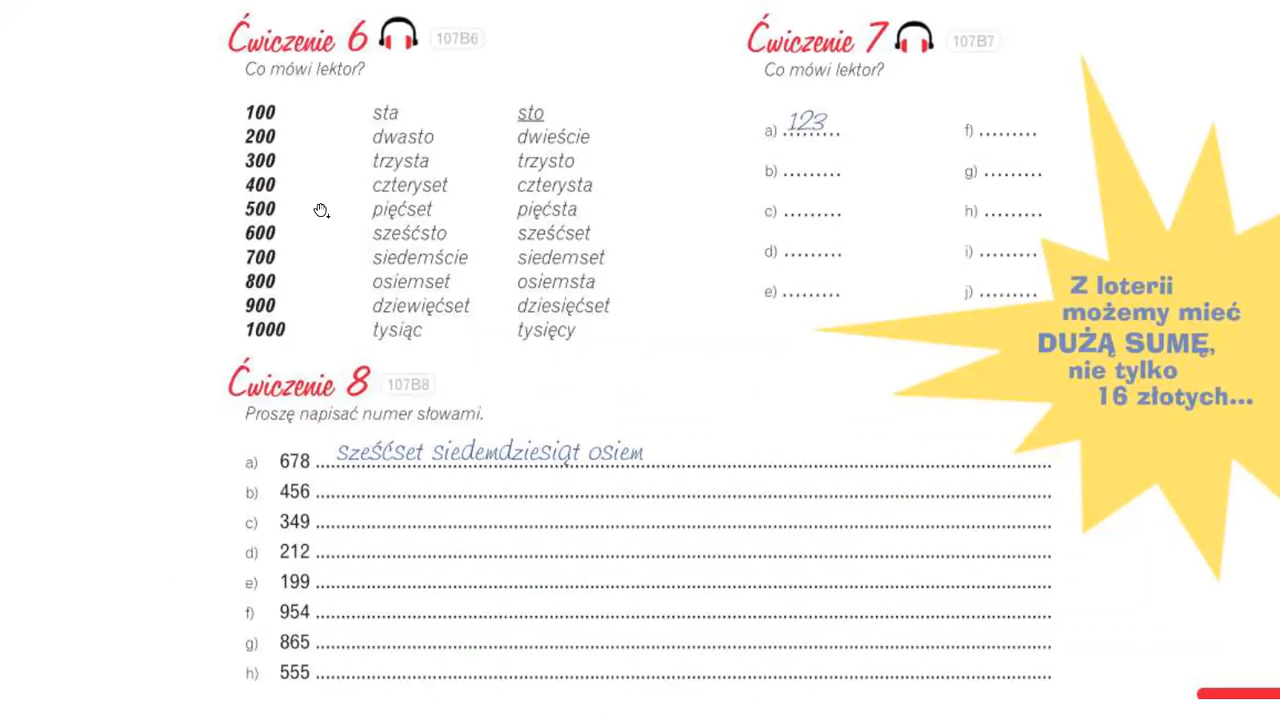 Ćwiczenie 6 107B6
Co mówi lektor?
100 sta sto
200 dwasto dwieście
300 trzysta trzysto
400 czteryset czterysta
500 pięćset pięćsta
600 sześćsto sześćset
700 siedemście siedemset
800 osiemset osiemsta
900 dziewięćset dziesięćset
1000 tysiąc tysięcy
Ćwiczenie 7 107B7
Co mówi lektor?
a) 123 f) .........
b) ......... g) .........
c) ......... h) .........
d) ......... i) .........
e) ......... j) .........
Z loterii
możemy mieć
DUŻĄ SUMĘ,
nie tylko
16 złotych...
Ćwiczenie 8 107B8
Proszę napisać numer słowami.
a) 678 sześćset siedemdziesiąt osiem
b) 456
c) 349
d) 212
e) 199
f) 954
g) 865
h) 555